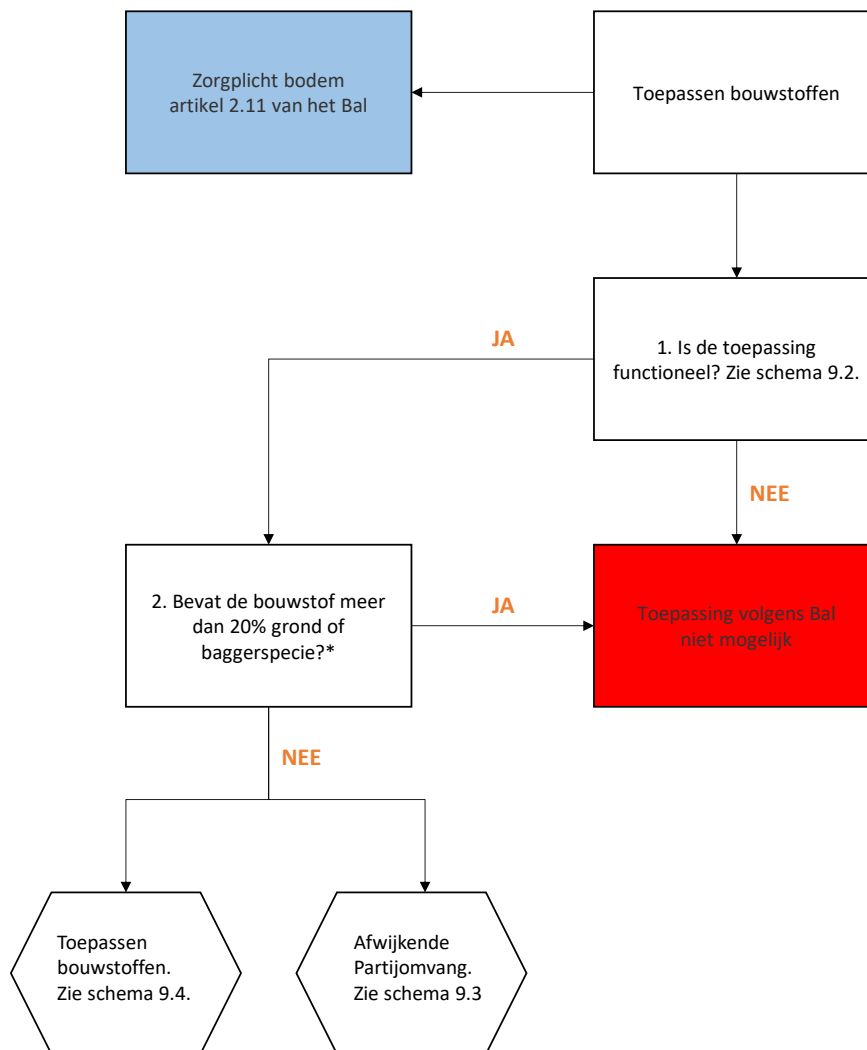 Zorgplicht bodem
artikel 2.11 van het Bal
Toepassen bouwstoffen
JA
1. Is de toepassing
functioneel? Zie schema 9.2.
NEE
2. Bevat de bouwstof meer
dan 20% grond of
baggerspecie?*
JA
Toepassing volgens Bal
niet mogelijk
NEE
Toepassen
bouwstoffen.
Zie schema 9.4.
Afwijkende
Partijomvang.
Zie schema 9.3